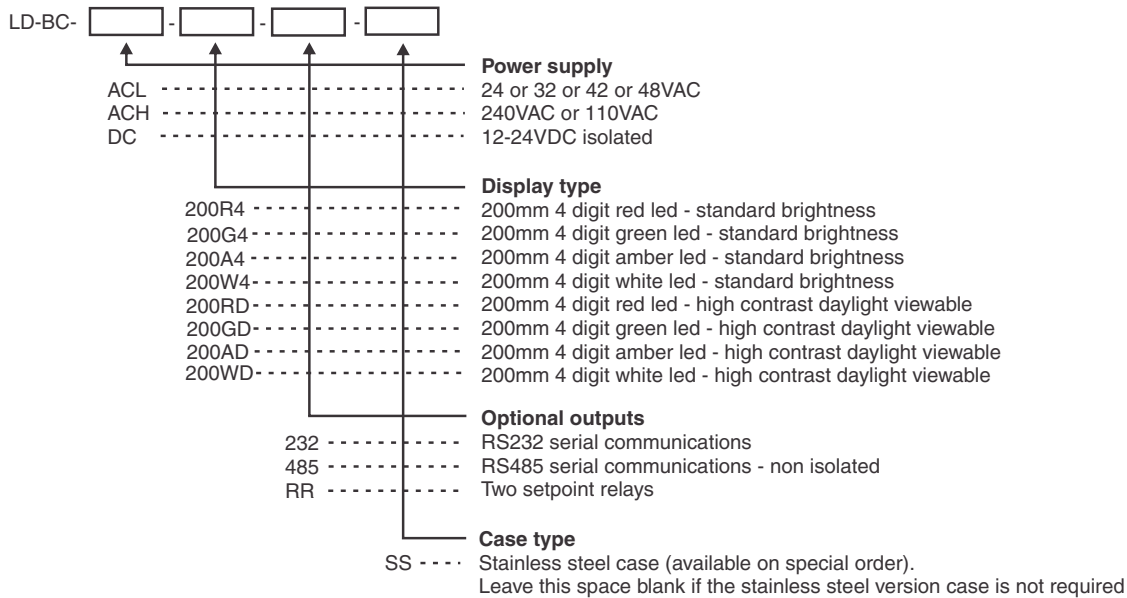 LD-BC- - - -
Power supply
ACL 24 or 32 or 42 or 48VAC
ACH 240VAC or 110VAC
DC 12-24VDC isolated
Display type
200R4 200mm 4 digit red led - standard brightness
200G4 200mm 4 digit green led - standard brightness
200A4 200mm 4 digit amber led - standard brightness
200W4 200mm 4 digit white led - standard brightness
200RD 200mm 4 digit red led - high contrast daylight viewable
200GD 200mm 4 digit green led - high contrast daylight viewable
200AD 200mm 4 digit amber led - high contrast daylight viewable
200WD 200mm 4 digit white led - high contrast daylight viewable
Optional outputs
232 RS232 serial communications
485 RS485 serial communications - non isolated
RR Two setpoint relays
Case type
SS Stainless steel case (available on special order).
Leave this space blank if the stainless steel version case is not required